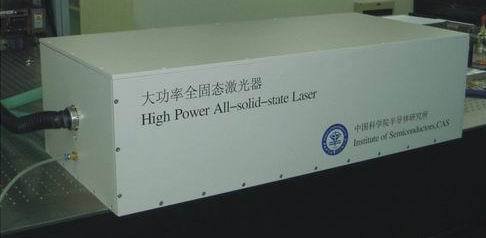 大功率全固态激光器
High Power All-solid-state Laser
中国科学院半导体研究所
Institute of Semiconductors,CAS